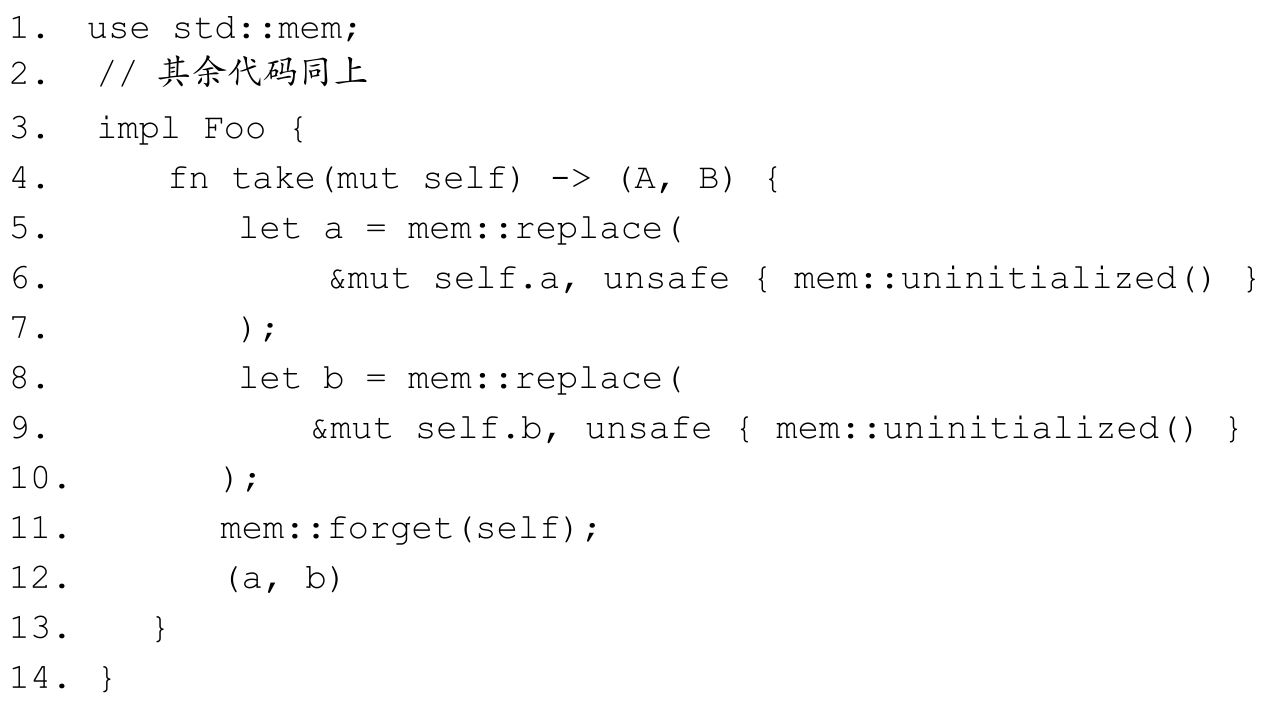 1. use std::mem;
2. // 其余代码同上
3. impl Foo {
4. fn take(mut self) -> (A, B) {
5. let a = mem::replace(
6. &mut self.a, unsafe { mem::uninitialized() }
7. );
8. let b = mem::replace(
9. &mut self.b, unsafe { mem::uninitialized() }
10. );
11. mem::forget(self);
12. (a, b)
13. }
14. }